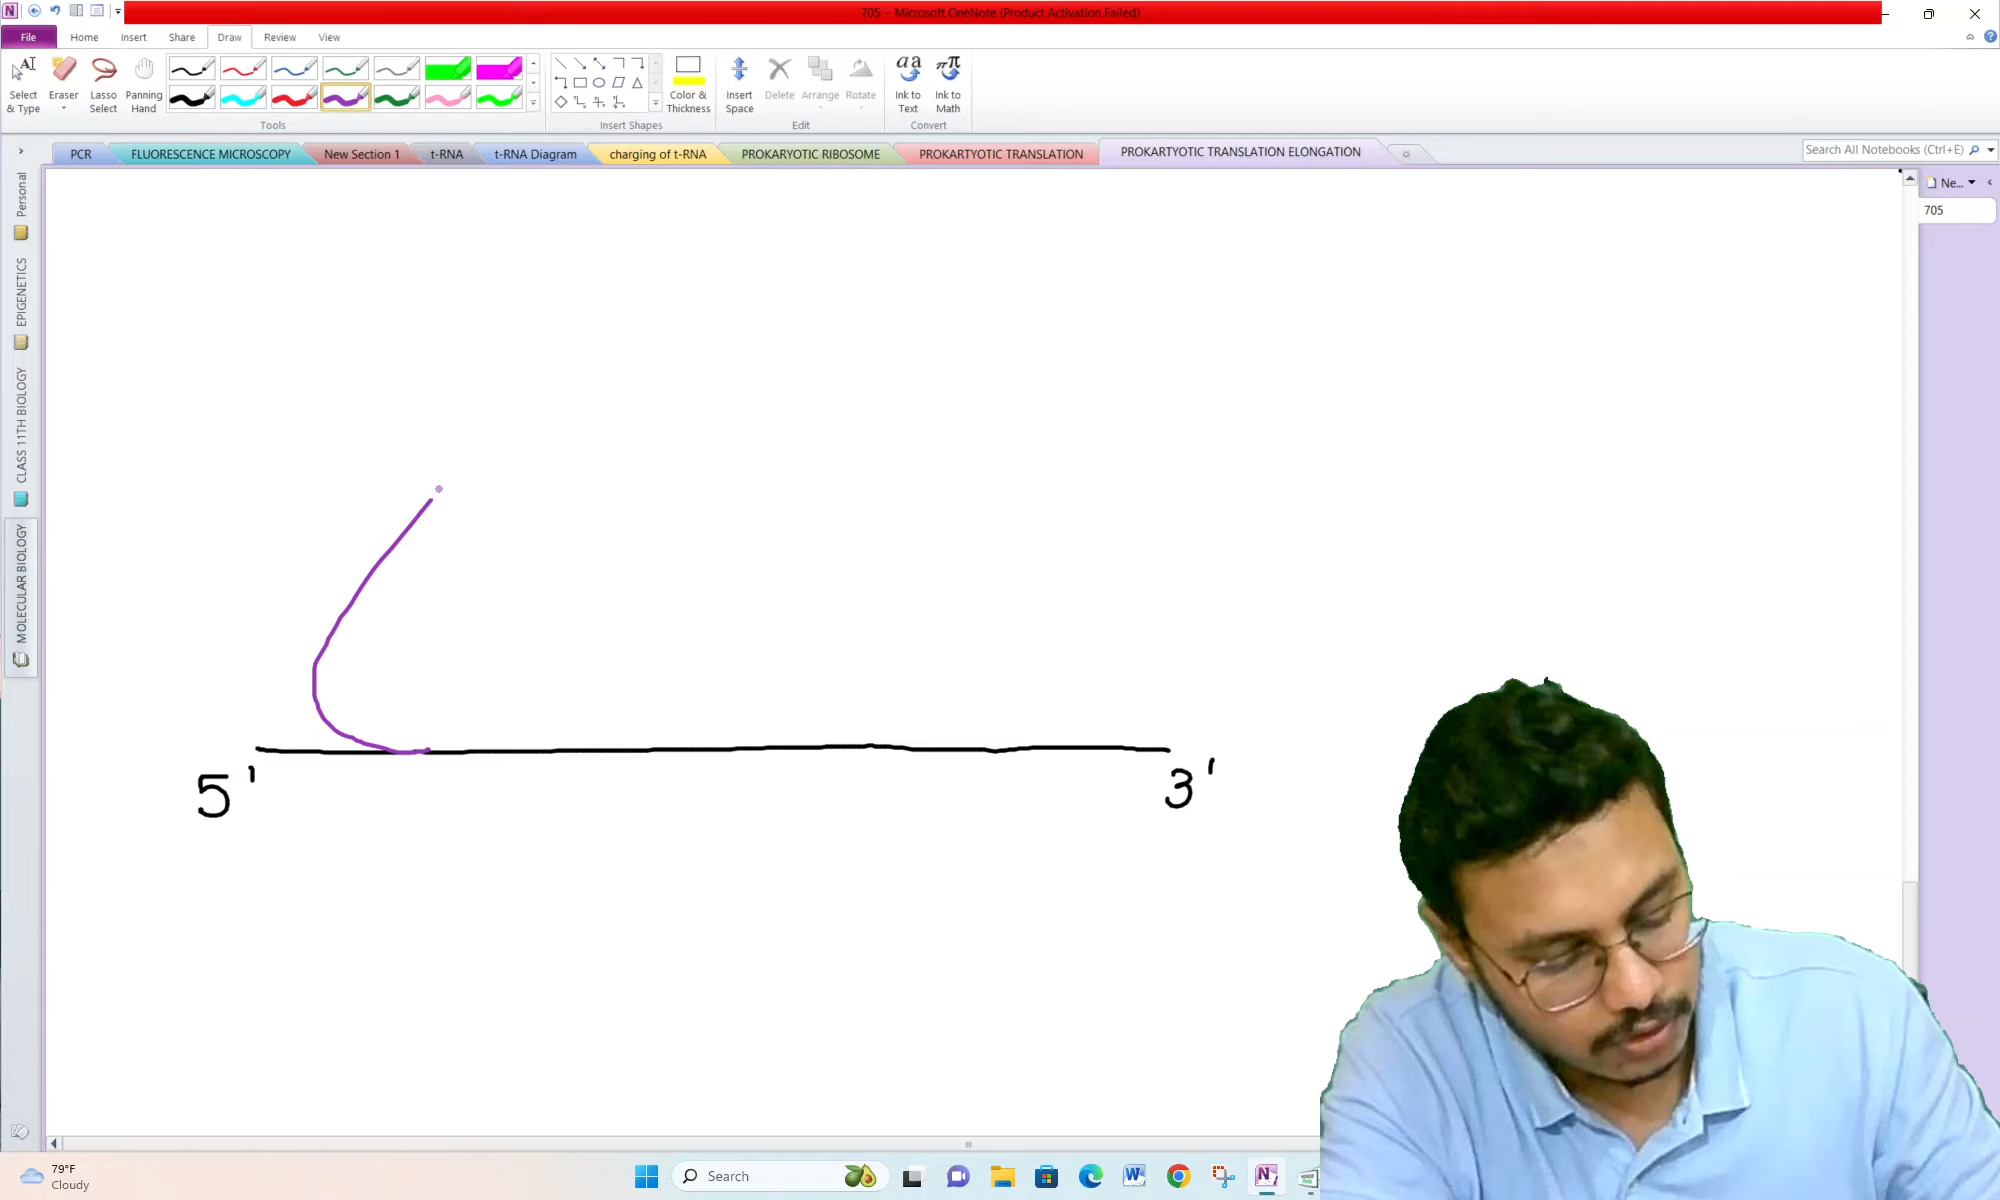 705 - Microsoft OneNote (Product Activation Failed)
File Home Insert Share Draw Review View
Select & Type
Eraser
Lasso Select
Panning Hand
Color & Thickness
Insert Space
Delete
Arrange
Rotate
Ink to Text
Ink to Math
Tools
Insert Shapes
Edit
Convert
PCR FLUORESCENCE MICROSCOPY New Section 1 t-RNA t-RNA Diagram charging of t-RNA PROKARYOTIC RIBOSOME PROKARTYOTIC TRANSLATION PROKARTYOTIC TRANSLATION ELONGATION
Search All Notebooks (Ctrl+E)
Ne...
705
Personal
EPIGENETICS
CLASS 11TH BIOLOGY
MOLECULAR BIOLOGY
5'
3'
79°F
Cloudy
Search